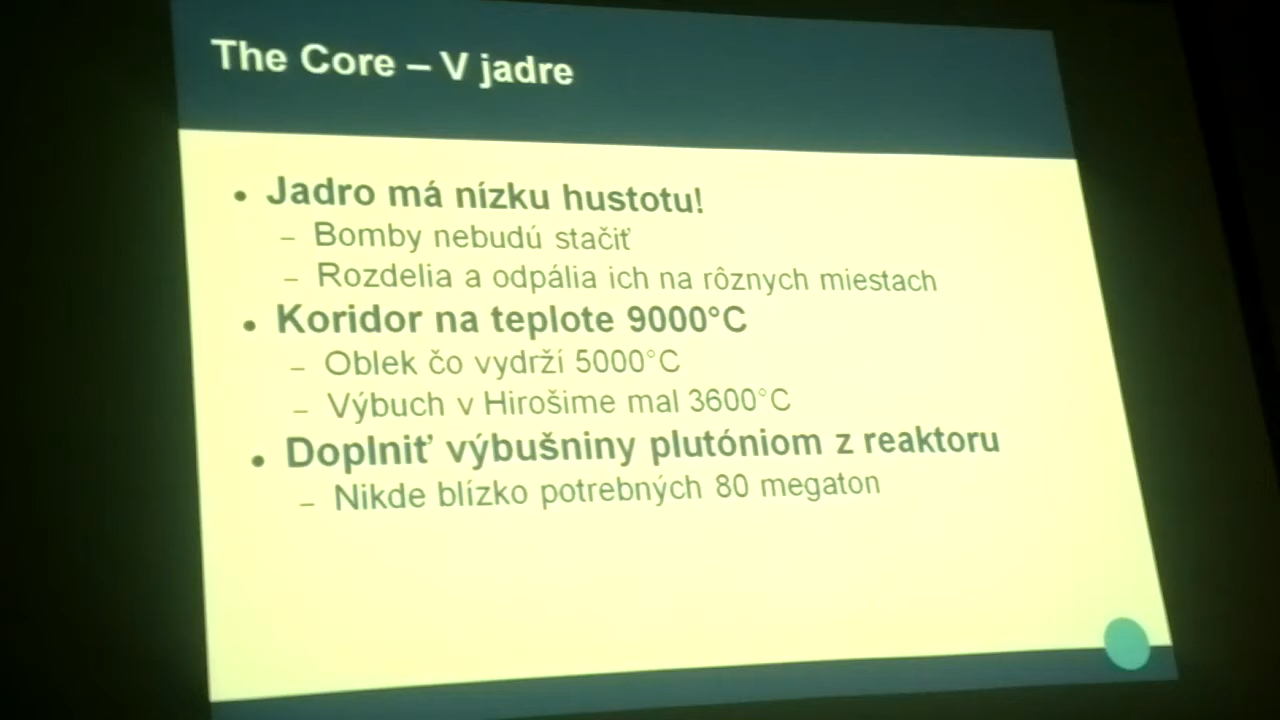 The Core – V jadre
• Jadro má nízku hustotu!
– Bomby nebudú stačiť
– Rozdelia a odpália ich na rôznych miestach
• Koridor na teplote 9000°C
– Oblek čo vydrží 5000°C
– Výbuch v Hirošime mal 3600°C
• Doplniť výbušniny plutóniom z reaktoru
– Nikde blízko potrebných 80 megaton